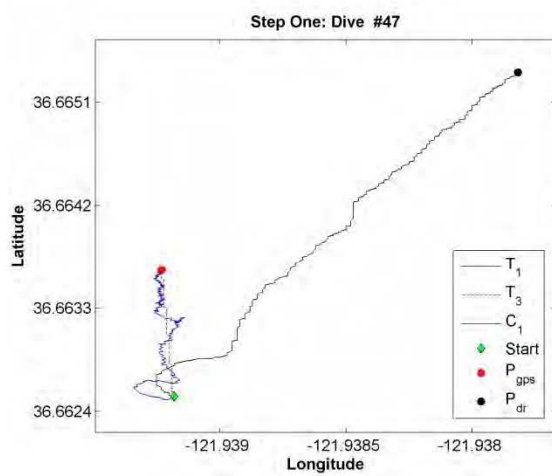 Step One: Dive #47
Latitude
36.6651
36.6642
36.6633
36.6624
T1
T3
C1
Start
Pgps
Pdr
-121.939
-121.9385
-121.938
Longitude